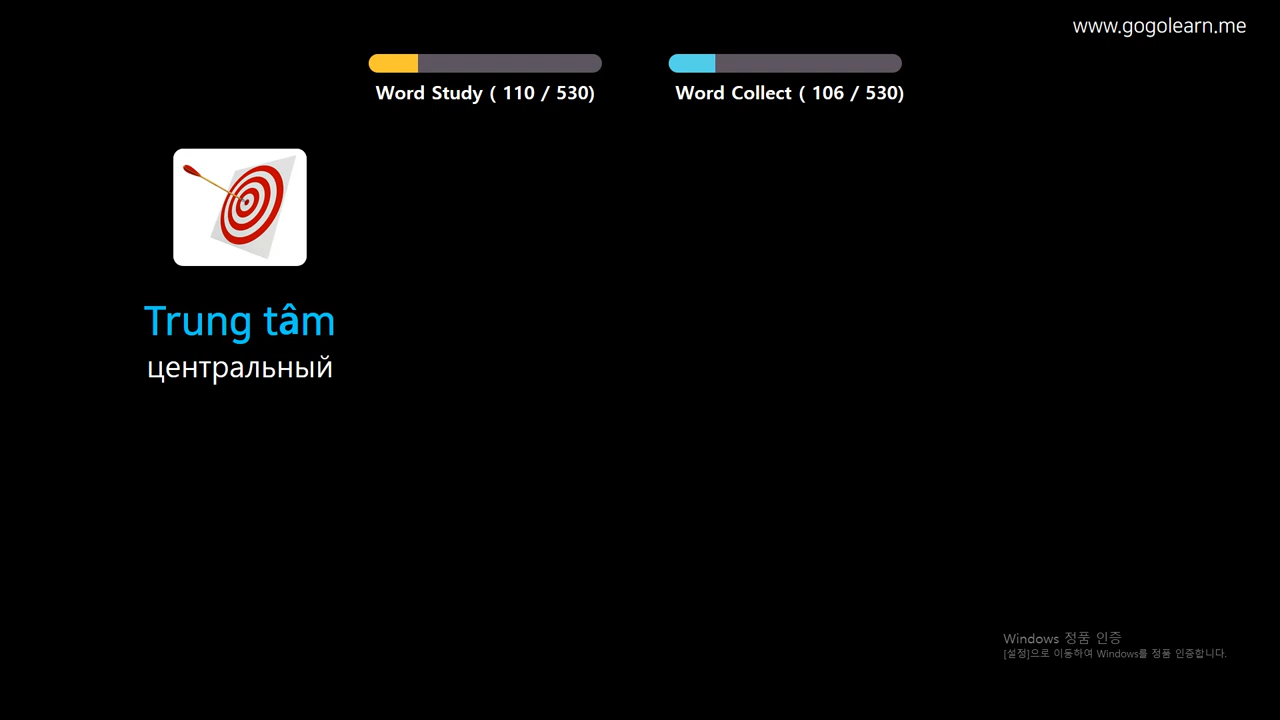 www.gogolearn.me
Word Study ( 110 / 530)
Word Collect ( 106 / 530)
Trung tâm
центральный
Windows 정품 인증
[설정]으로 이동하여 Windows를 정품 인증합니다.